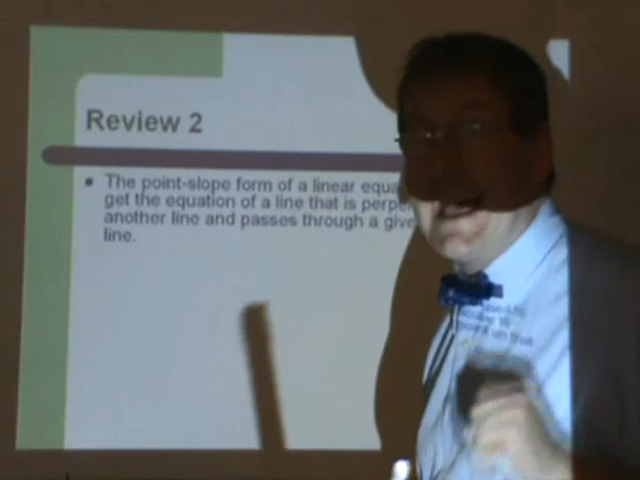 Review 2
• The point-slope form of a linear equa
get the equation of a line that is perpe
another line and passes through a give
line.